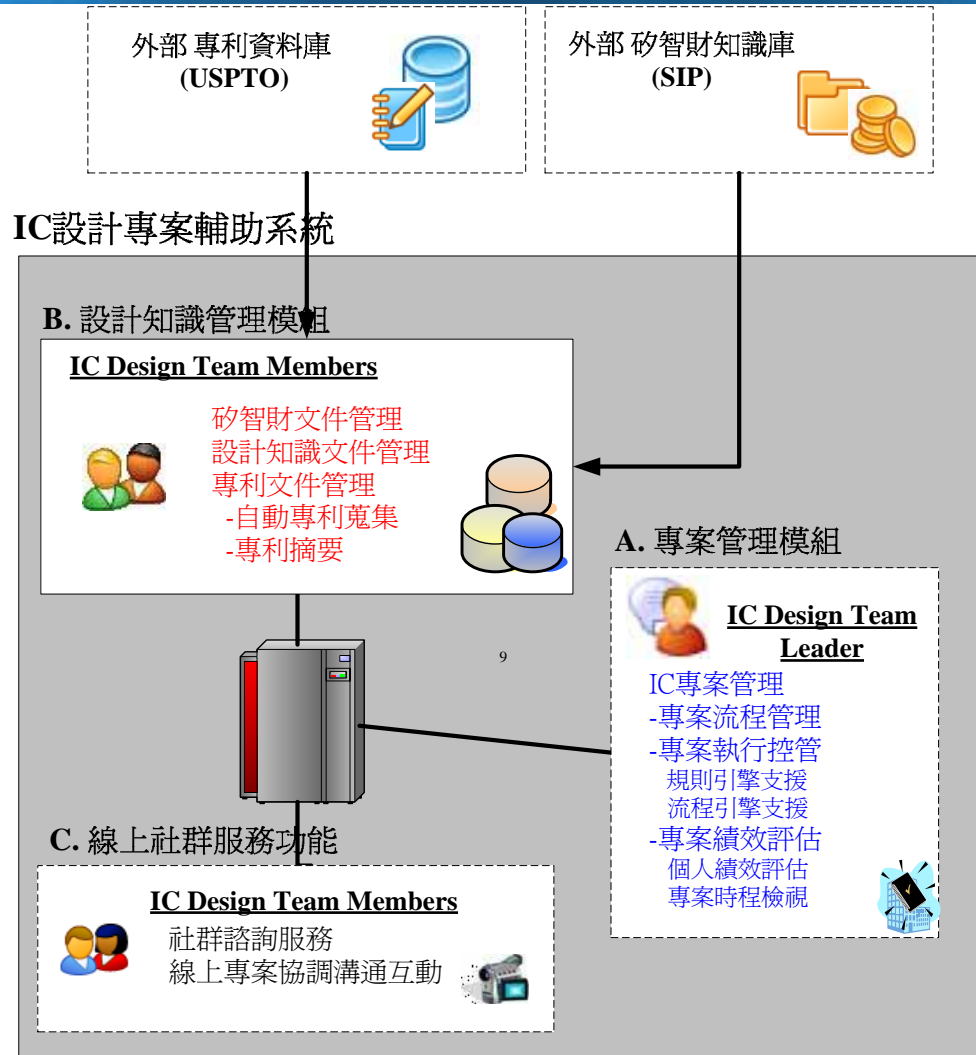 外部 專利資料庫
(USPTO)
外部 矽智財知識庫
(SIP)
IC設計專案輔助系統
B. 設計知識管理模組
IC Design Team Members
矽智財文件管理
設計知識文件管理
專利文件管理
-自動專利蒐集
-專利摘要
A. 專案管理模組
IC Design Team
Leader
IC專案管理
-專案流程管理
-專案執行控管
規則引擎支援
流程引擎支援
-專案績效評估
個人績效評估
專案時程檢視
9
C. 線上社群服務功能
IC Design Team Members
社群諮詢服務
線上專案協調溝通互動